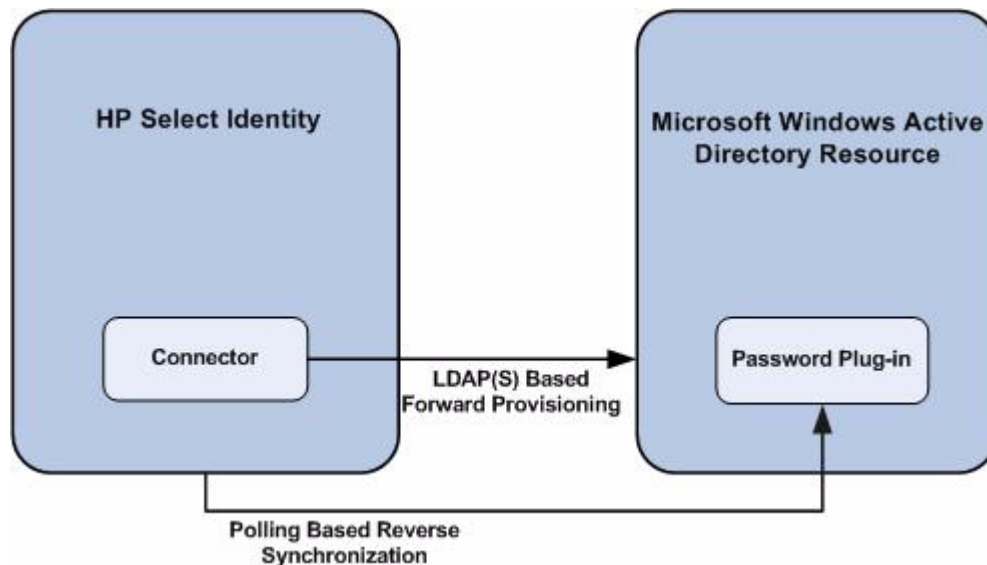 HP Select Identity
Microsoft Windows Active
Directory Resource
Connector
Password Plug-in
LDAP(S) Based
Forward Provisioning
Polling Based Reverse
Synchronization